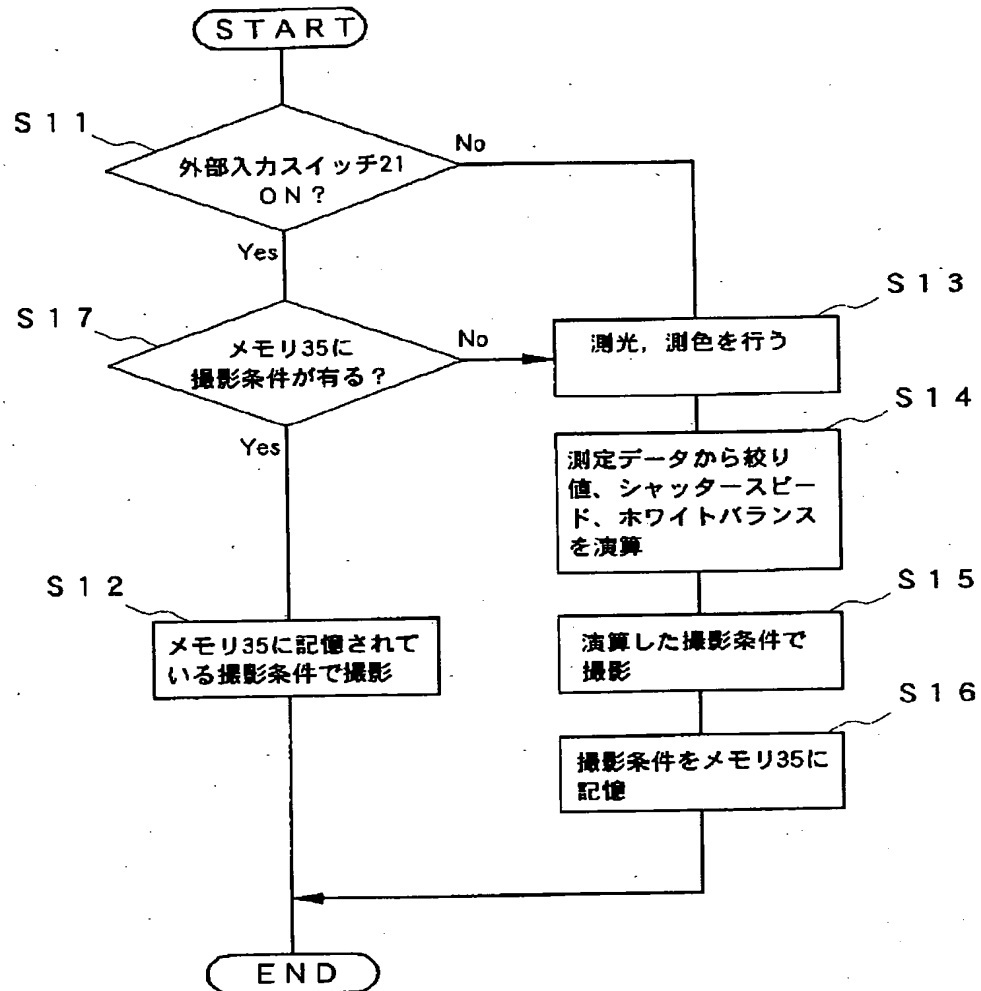 START
S11
外部入力スイッチ21
ON?
No
Yes
S17
メモリ35に
撮影条件が有る?
No
Yes
S13
測光,測色を行う
S14
測定データから絞り
値、シャッタースピー
ド、ホワイトバランス
を演算
S12
メモリ35に記憶されて
いる撮影条件で撮影
S15
演算した撮影条件で
撮影
S16
撮影条件をメモリ35に
記憶
END